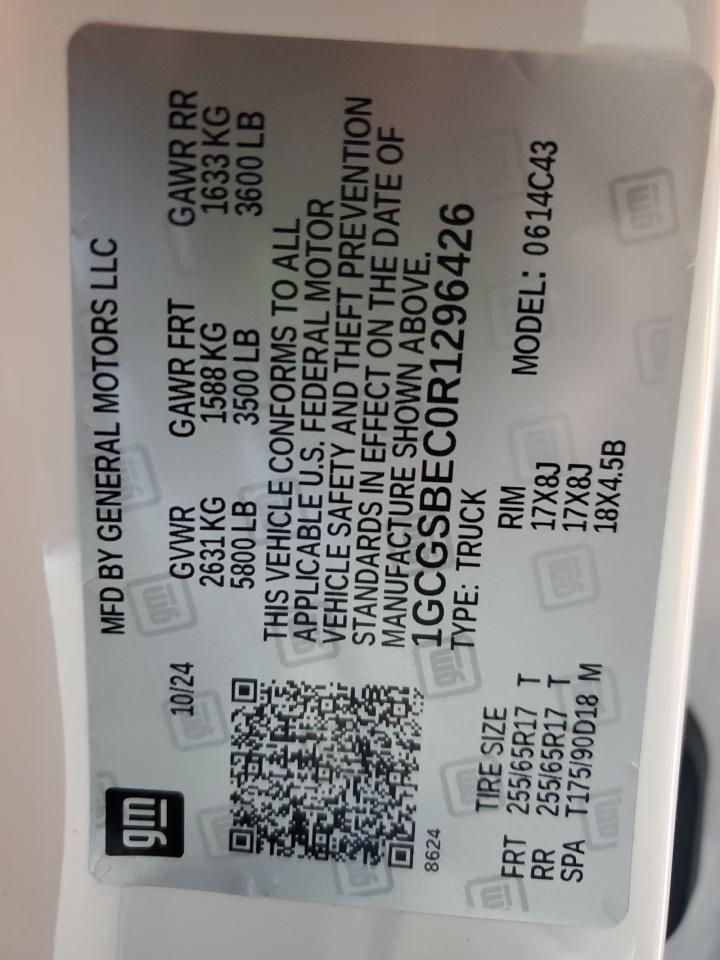 gm
10/24
MFD BY GENERAL MOTORS LLC
GVWR GAWR FRT GAWR RR
2631 KG 1588 KG 1633 KG
5800 LB 3500 LB 3600 LB
THIS VEHICLE CONFORMS TO ALL
APPLICABLE U.S. FEDERAL MOTOR
VEHICLE SAFETY AND THEFT PREVENTION
STANDARDS IN EFFECT ON THE DATE OF
MANUFACTURE SHOWN ABOVE.
1GCGSBEC0R1296426
8624
TYPE: TRUCK
TIRE SIZE RIM MODEL: 0614C43
FRT 255/65R17 T 17X8J
RR 255/65R17 T 17X8J
SPA T175/90D18 M 18X4.5B